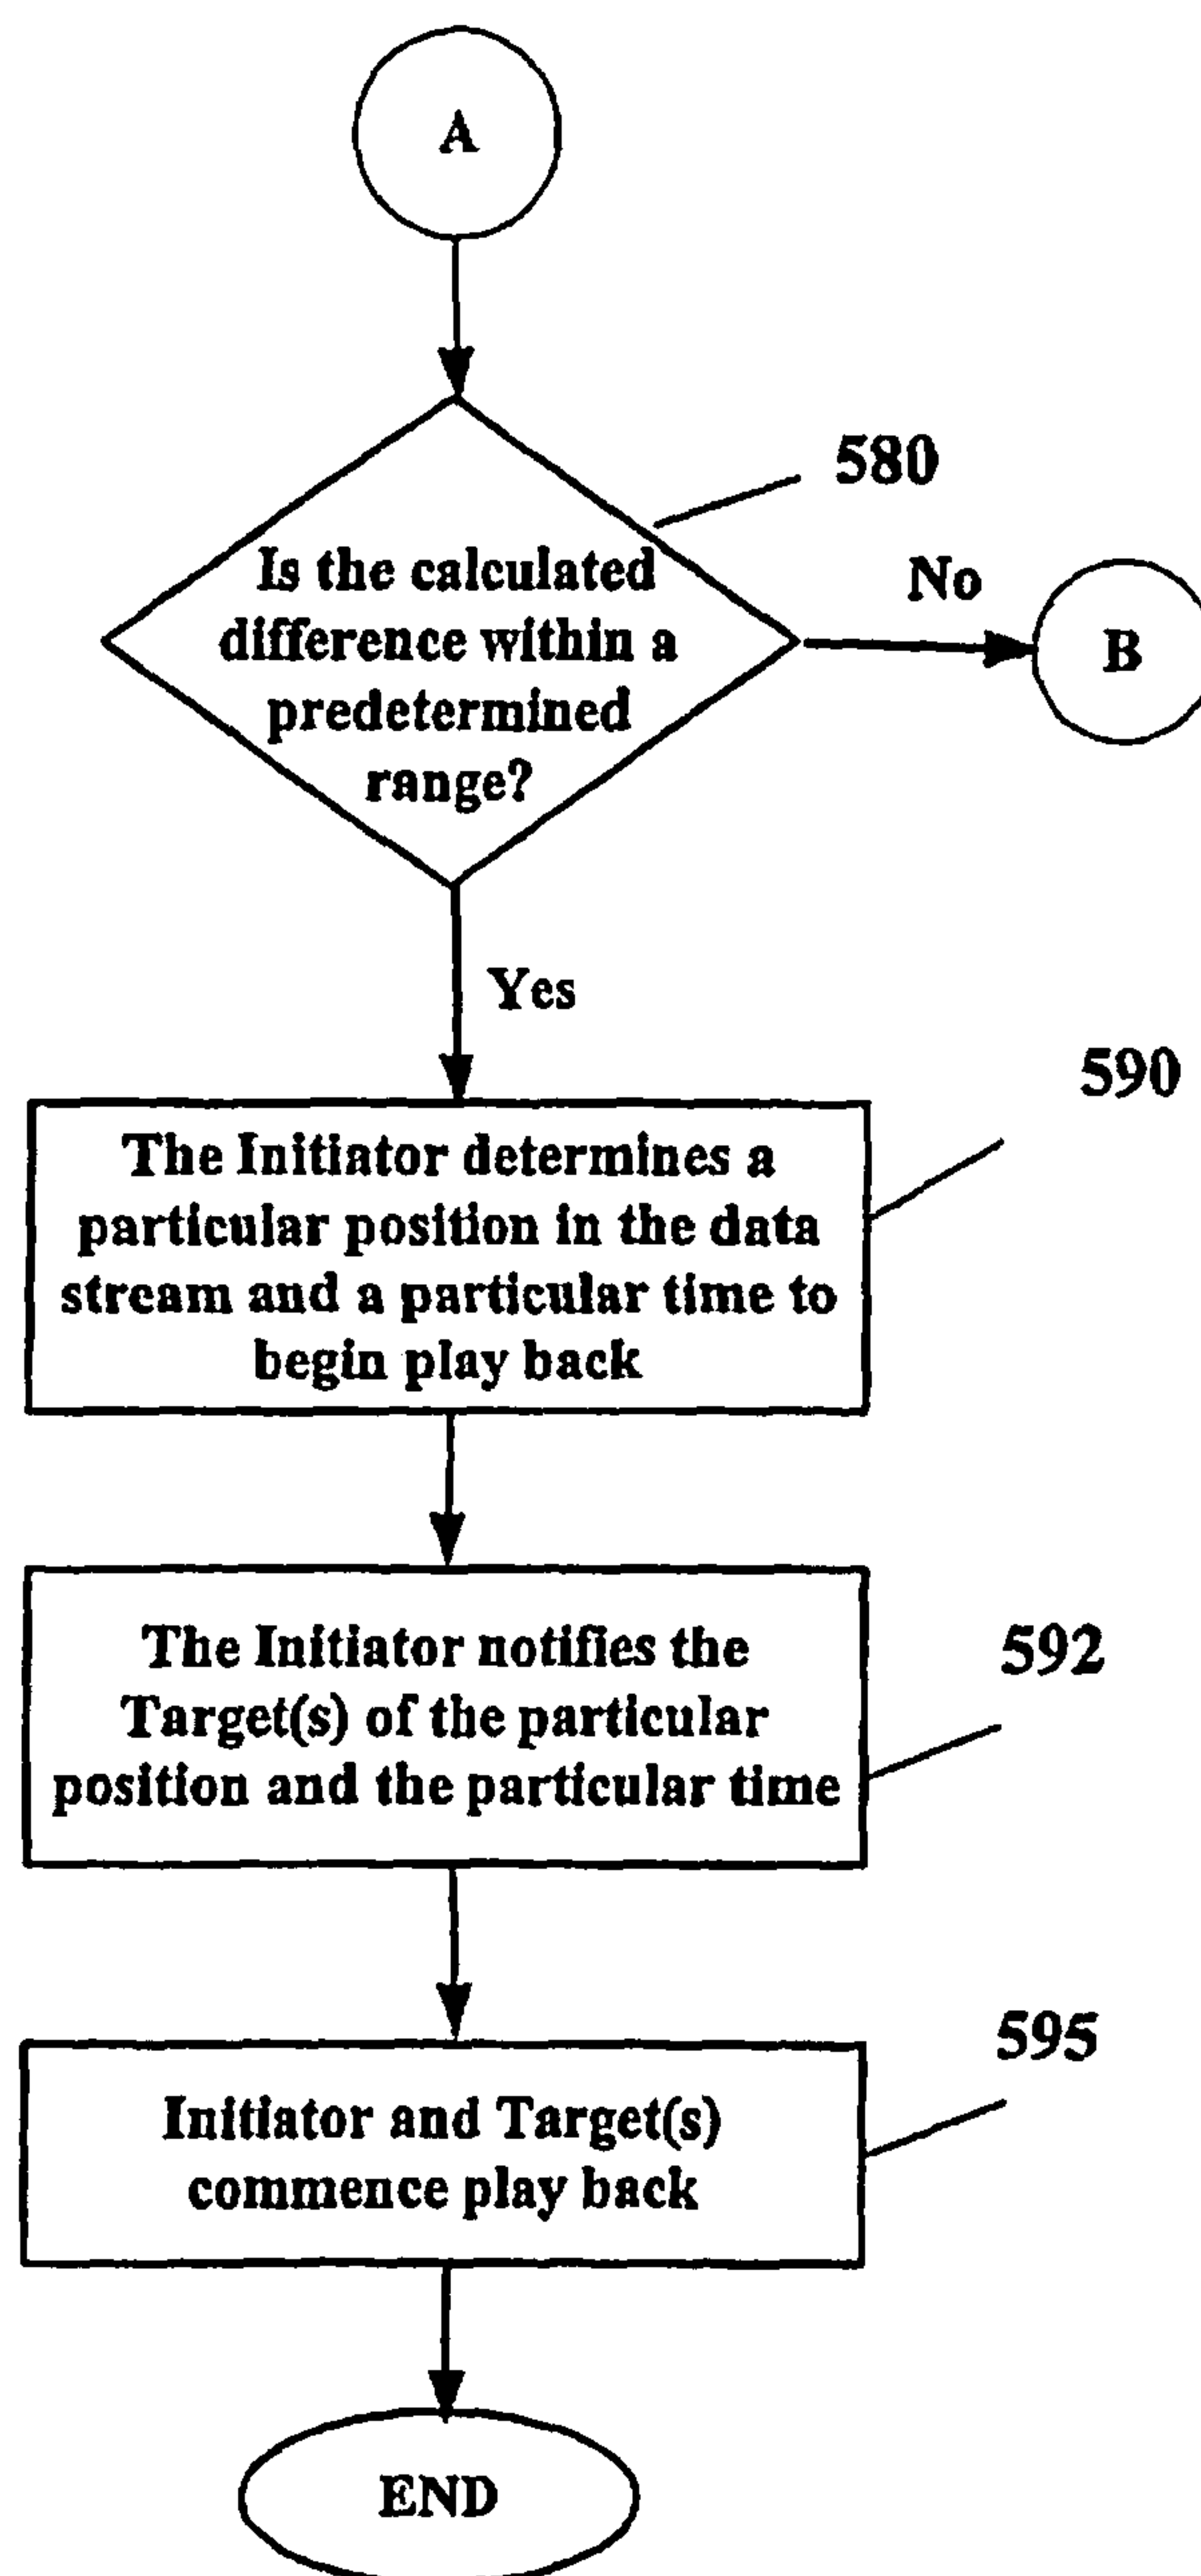 A
580
Is the calculated
difference within a
predetermined
range?
No
B
Yes
590
The Initiator determines a
particular position in the data
stream and a particular time to
begin play back
The Initiator notifies the
Target(s) of the particular
position and the particular time
592
Initiator and Target(s)
commence play back
595
END